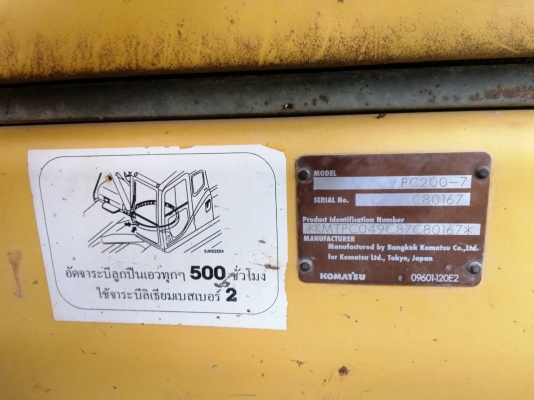 อัดจาระบีลูกปืนเอวทุกๆ 500 ชั่วโมง
ใช้จาระบีลิเธียมเบสเบอร์ 2
MODEL PC200-7
SERIAL No. C80167
Product Identification Number
*KMTPC049C87C80167*
MANUFACTURER
Manufactured by Bangkok Komatsu Co.,Ltd.
for Komatsu Ltd., Tokyo, Japan
KOMATSU 09601-120E2